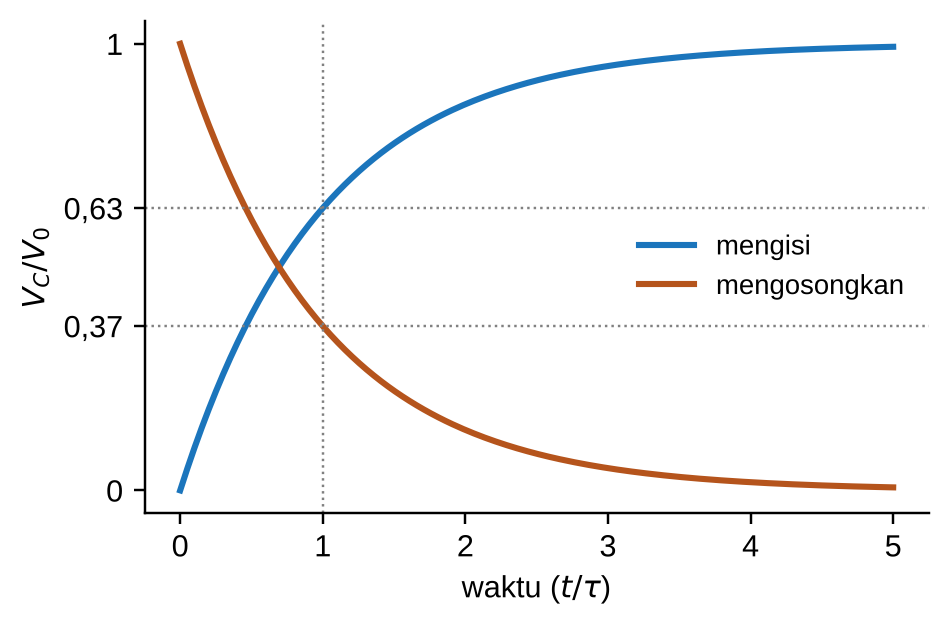 1
0,63
0,37
0
V_C/V_0
mengisi
mengosongkan
0 1 2 3 4 5
waktu (t/τ)